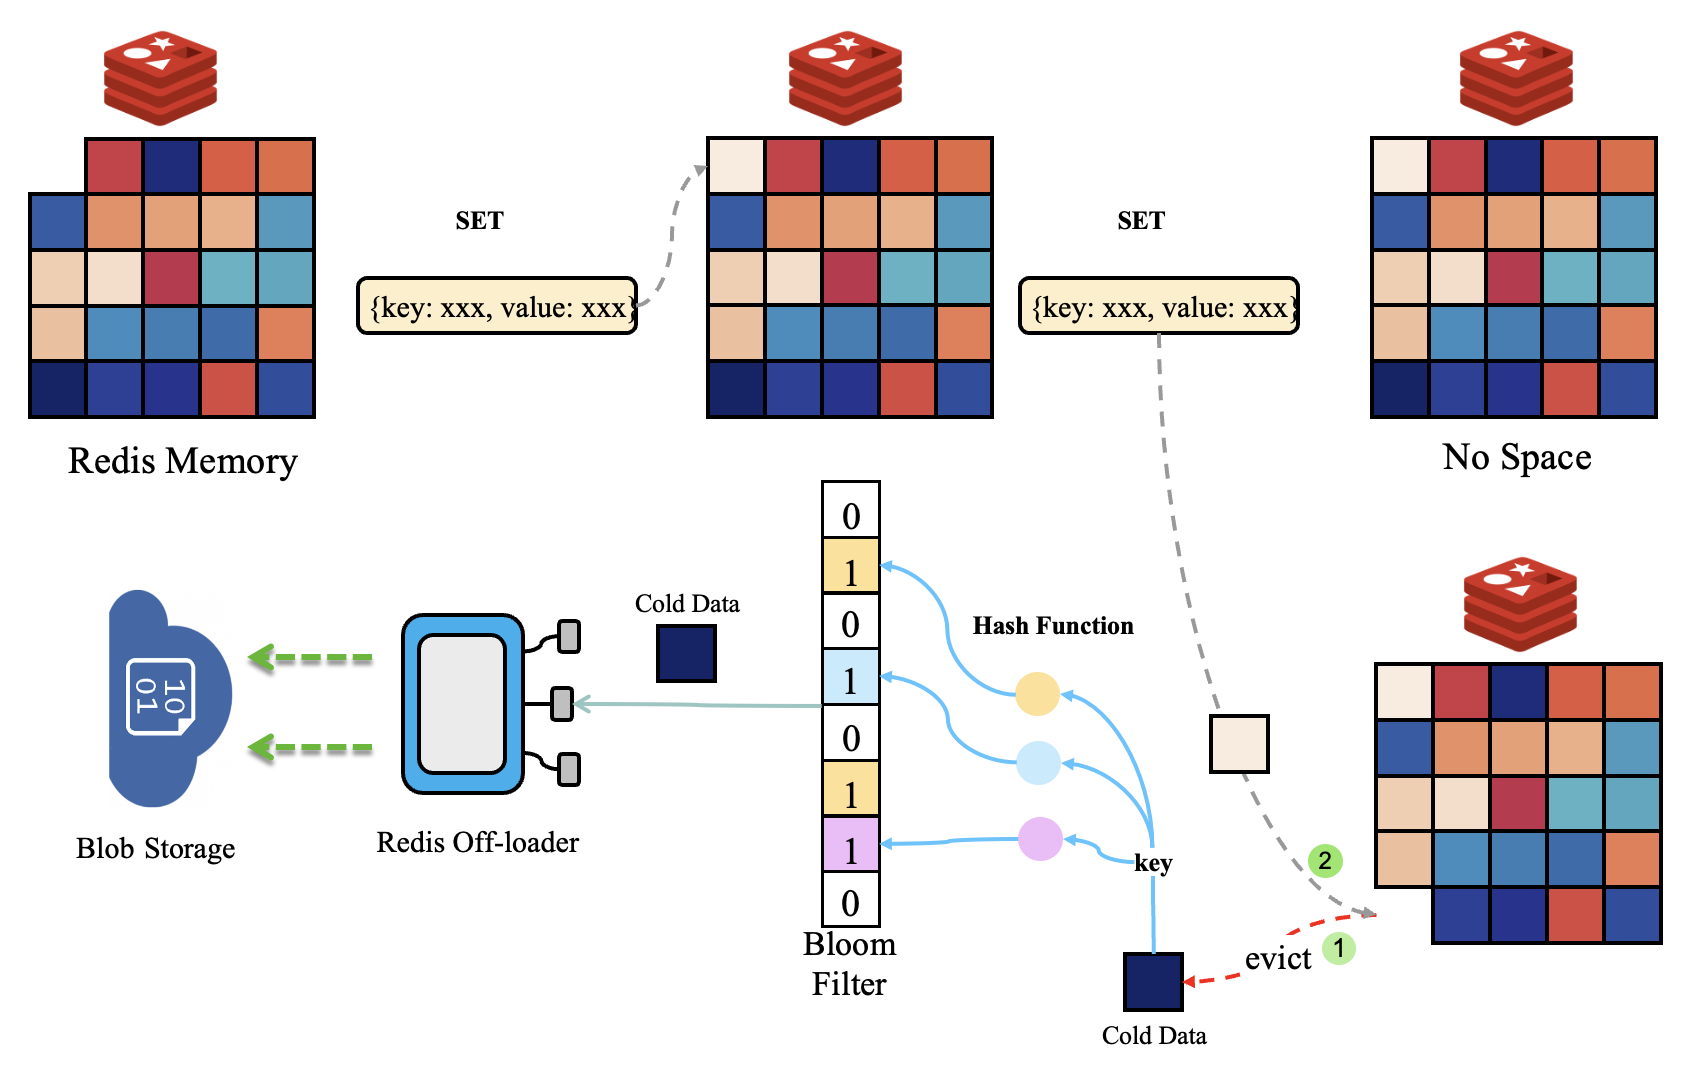 SET
{key: xxx, value: xxx}
SET
{key: xxx, value: xxx}
Redis Memory
No Space
0
1
0
1
0
1
1
0
Bloom
Filter
Cold Data
Hash Function
10
01
Blob Storage
Redis Off-loader
key
2
1
evict
Cold Data